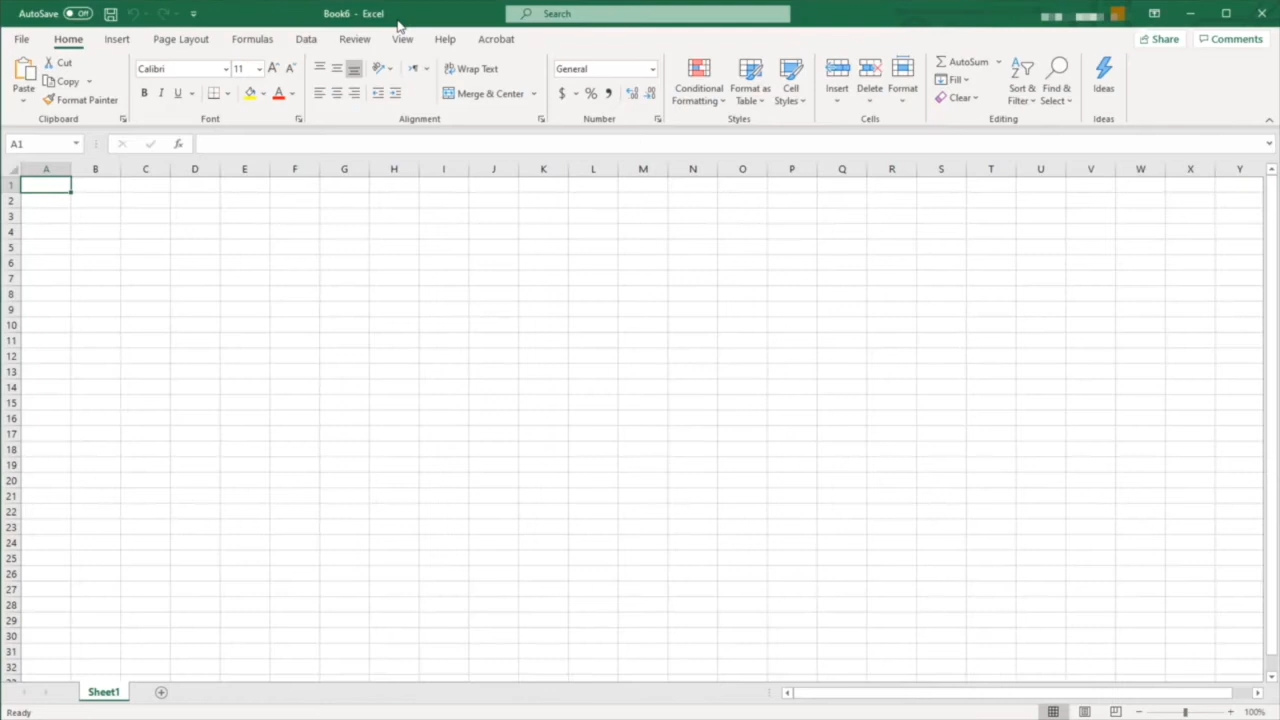 AutoSave Off Book6 - Excel Search
File Home Insert Page Layout Formulas Data Review View Help Acrobat Share Comments
Paste Cut Copy Format Painter Clipboard
Calibri 11 B I U A A A Font
Wrap Text Merge & Center Alignment
General $ % , Number
Conditional Formatting Format as Table Cell Styles Styles
Insert Delete Format Cells
AutoSum Fill Clear Sort & Filter Find & Select Editing
Ideas Ideas
A1 fx
A B C D E F G H I J K L M N O P Q R S T U V W X Y
1
2
3
4
5
6
7
8
9
10
11
12
13
14
15
16
17
18
19
20
21
22
23
24
25
26
27
28
29
30
31
32
Sheet1
Ready 100%